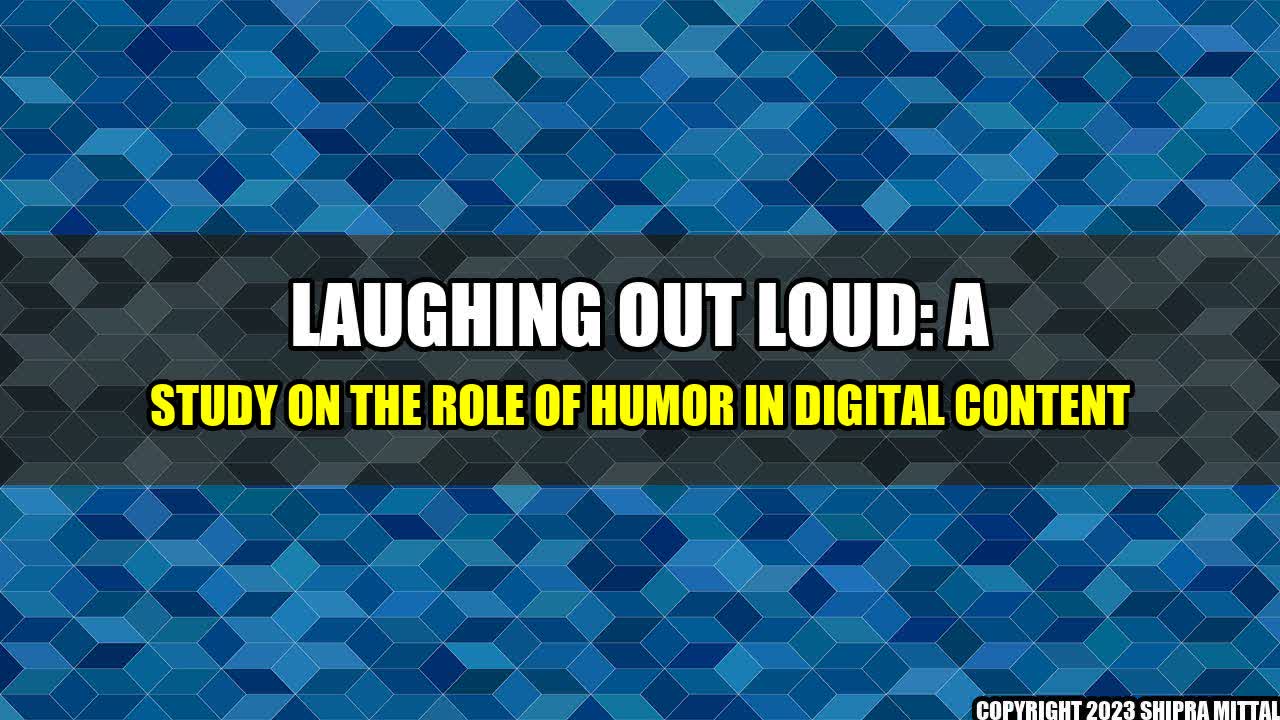 LAUGHING OUT LOUD: A
STUDY ON THE ROLE OF HUMOR IN DIGITAL CONTENT
COPYRIGHT 2023 SHIPRA MITTAL